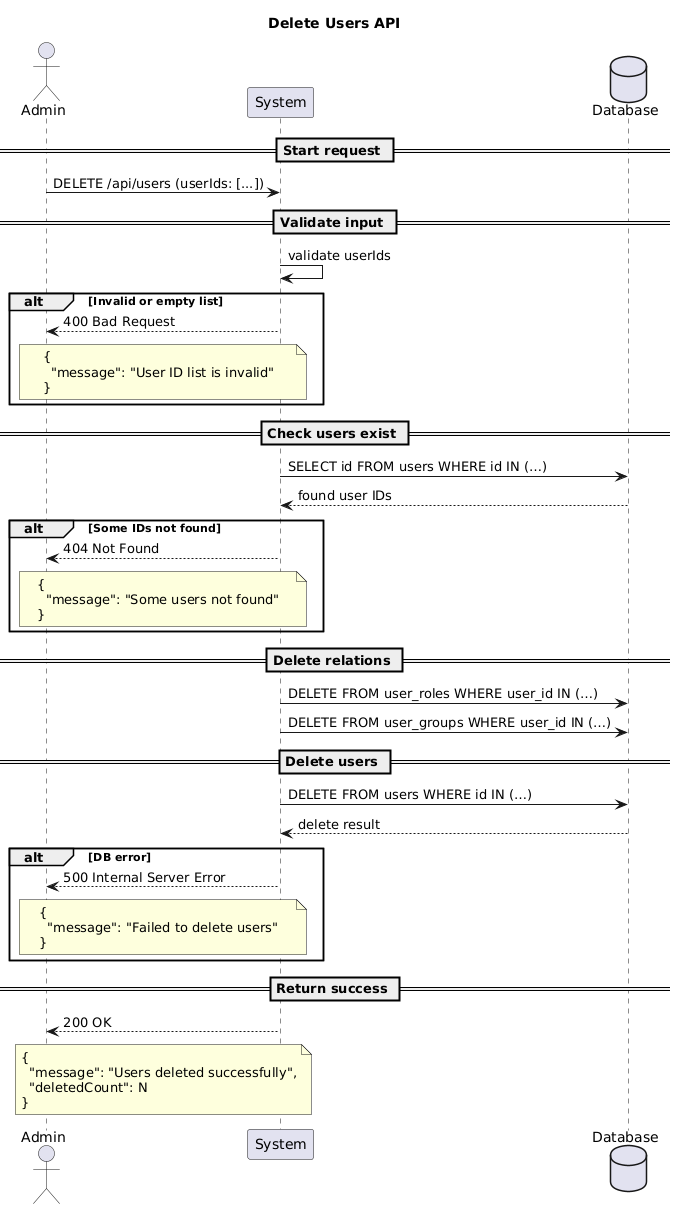 Delete Users API
Admin
System
Database
Start request
DELETE /api/users (userIds: [...])
Validate input
validate userIds
alt [Invalid or empty list]
400 Bad Request
{
"message": "User ID list is invalid"
}
Check users exist
SELECT id FROM users WHERE id IN (...)
found user IDs
alt [Some IDs not found]
404 Not Found
{
"message": "Some users not found"
}
Delete relations
DELETE FROM user_roles WHERE user_id IN (...)
DELETE FROM user_groups WHERE user_id IN (...)
Delete users
DELETE FROM users WHERE id IN (...)
delete result
alt [DB error]
500 Internal Server Error
{
"message": "Failed to delete users"
}
Return success
200 OK
{
"message": "Users deleted successfully",
"deletedCount": N
}
Admin
System
Database